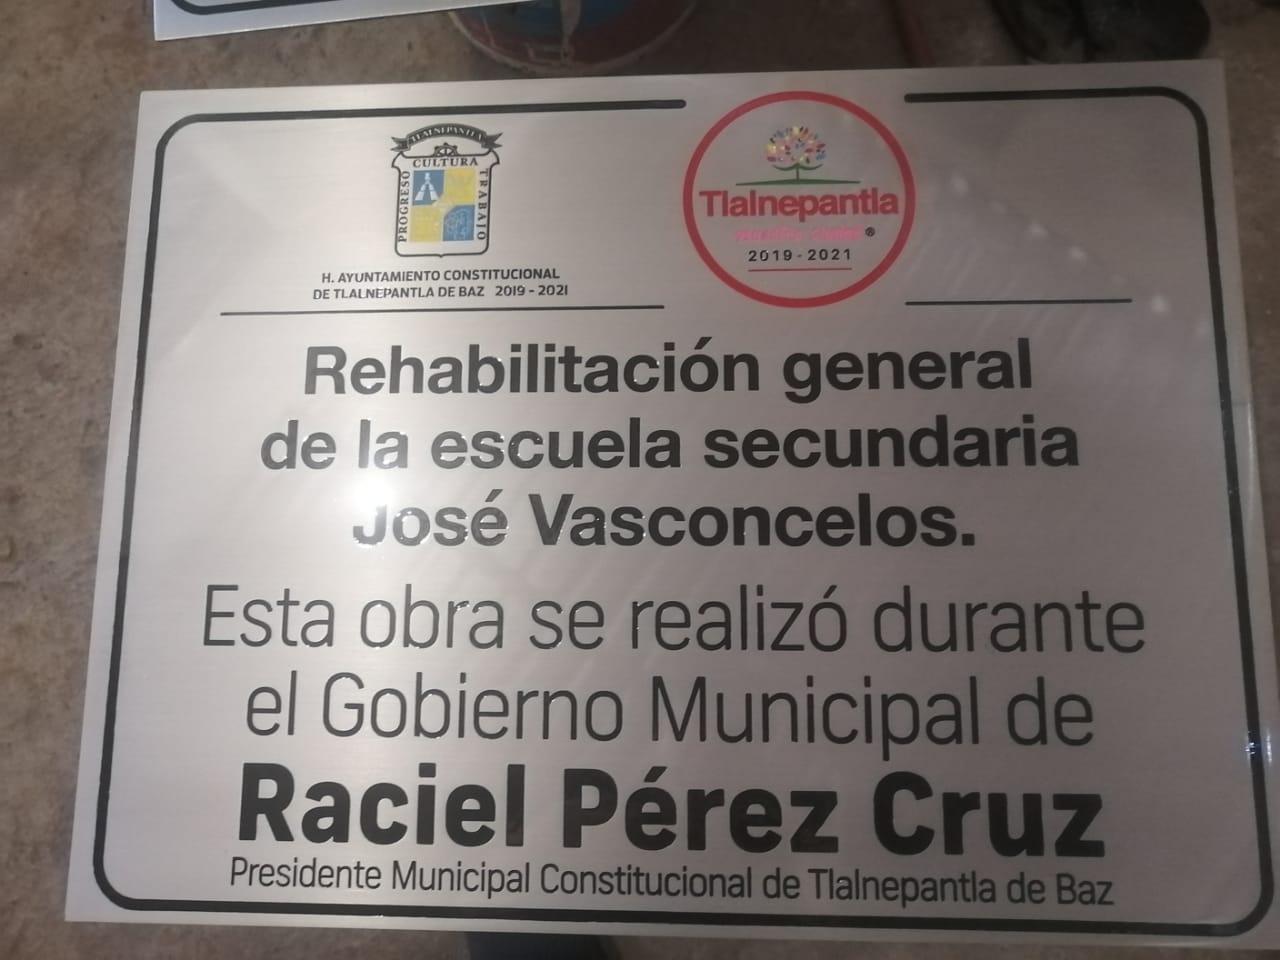 TLALNEPANTLA
CULTURA
PROGRESO
TRABAJO
H. AYUNTAMIENTO CONSTITUCIONAL
DE TLALNEPANTLA DE BAZ 2019 - 2021
Tlalnepantla
®
2019 - 2021
Rehabilitación general
de la escuela secundaria
José Vasconcelos.
Esta obra se realizó durante
el Gobierno Municipal de
Raciel Pérez Cruz
Presidente Municipal Constitucional de Tlalnepantla de Baz